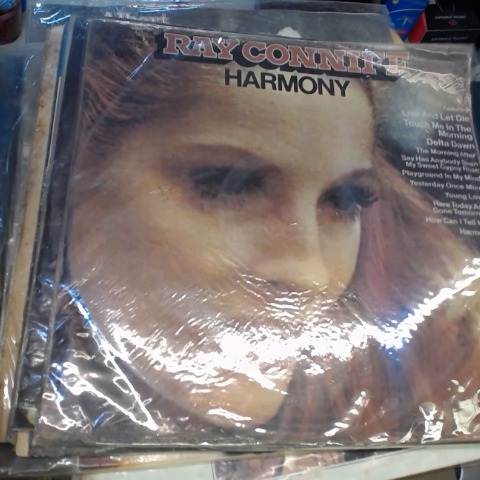 RAY CONNIFF
HARMONY
Featuring
Live And Let Die
Touch Me In The
Morning
Delta Dawn
The Morning After
Say Has Anybody Seen
My Sweet Gypsy Rose
Playground In My Mind
Yesterday Once More
Young Love
Here Today And
Gone Tomorrow
How Can I Tell
Harmony